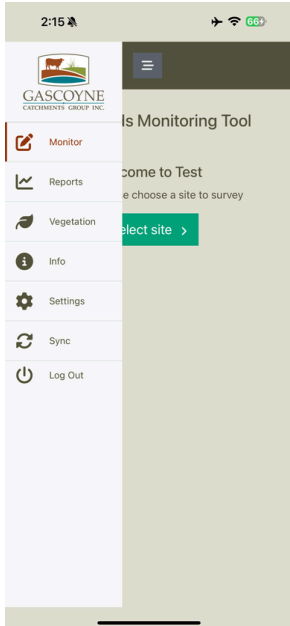 2:15
66
GASCOYNE
CATCHMENTS GROUP INC.
ls Monitoring Tool
Monitor
come to Test
Reports
e choose a site to survey
Vegetation
elect site
Info
Settings
Sync
Log Out